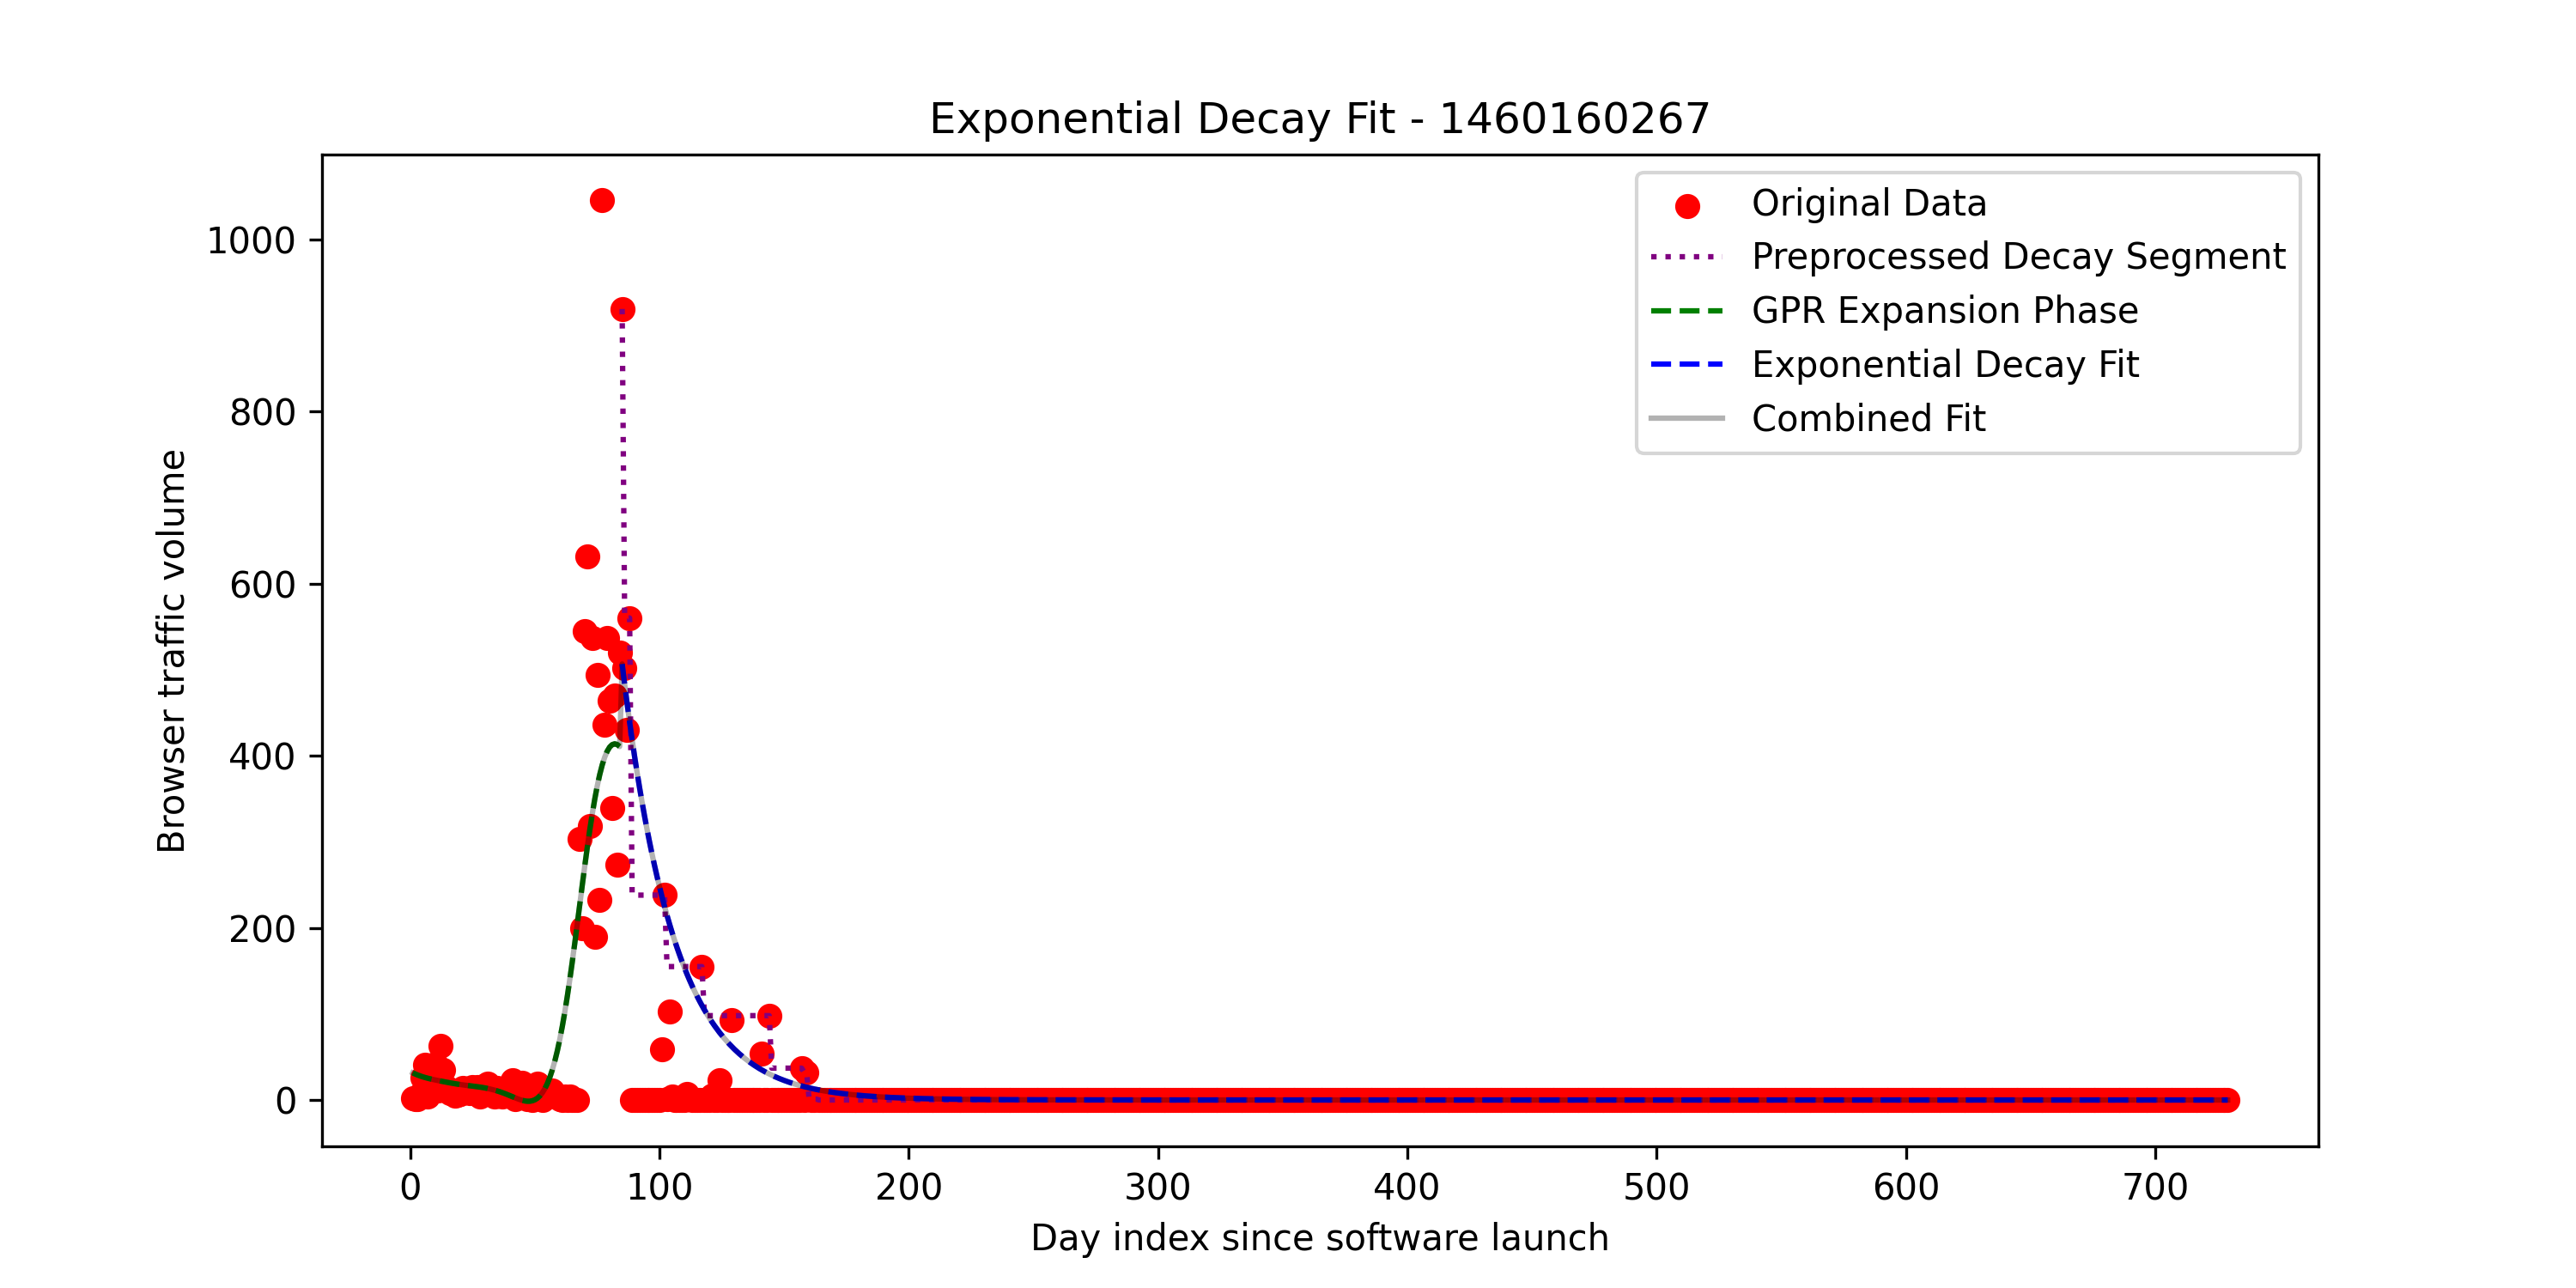 Exponential Decay Fit - 1460160267
Original Data
Preprocessed Decay Segment
GPR Expansion Phase
Exponential Decay Fit
Combined Fit
Browser traffic volume
1000
800
600
400
200
0
0 100 200 300 400 500 600 700
Day index since software launch